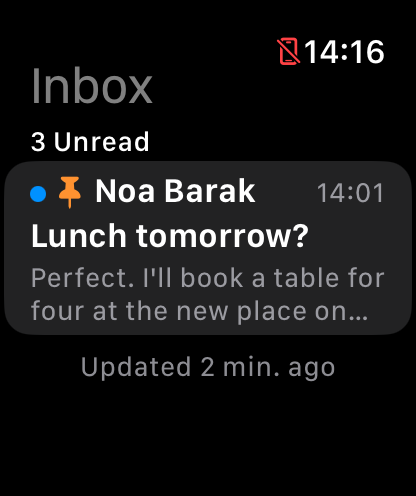 14:16
Inbox
3 Unread
Noa Barak 14:01
Lunch tomorrow?
Perfect. I'll book a table for
four at the new place on…
Updated 2 min. ago